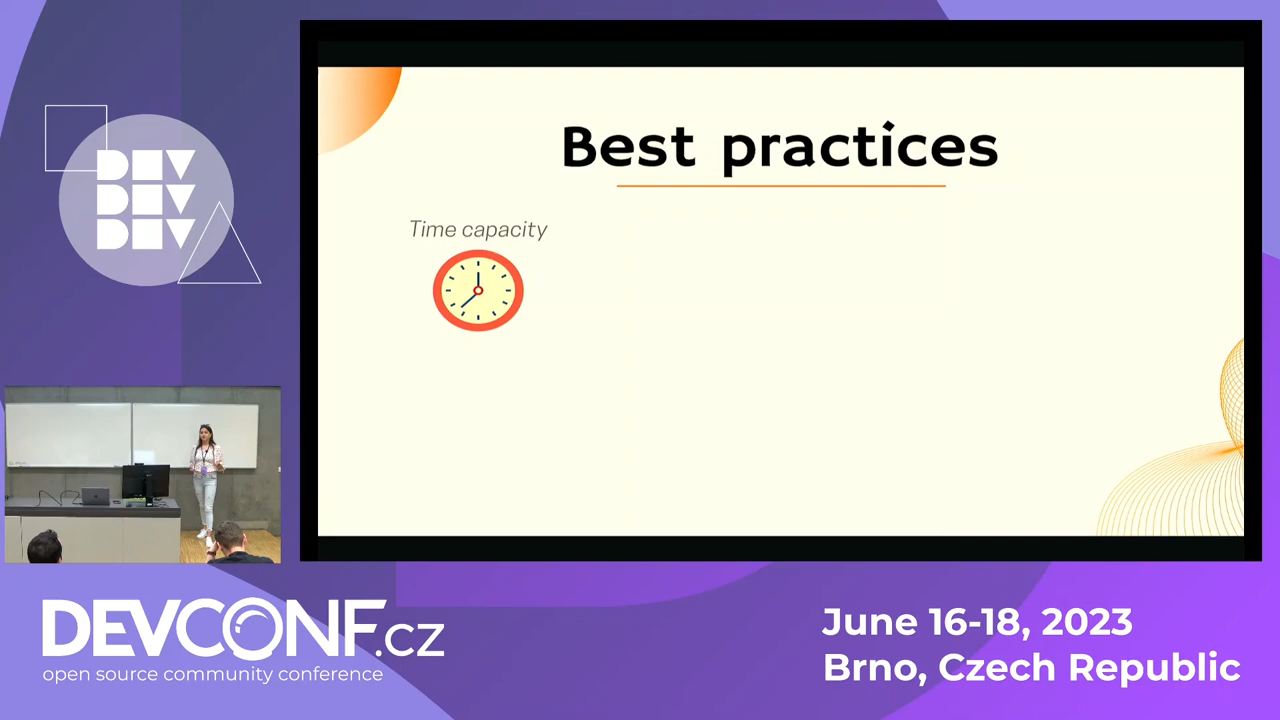 DEV
DEV
DEV
Best practices
Time capacity
DEVCONF.cz
open source community conference
June 16-18, 2023
Brno, Czech Republic